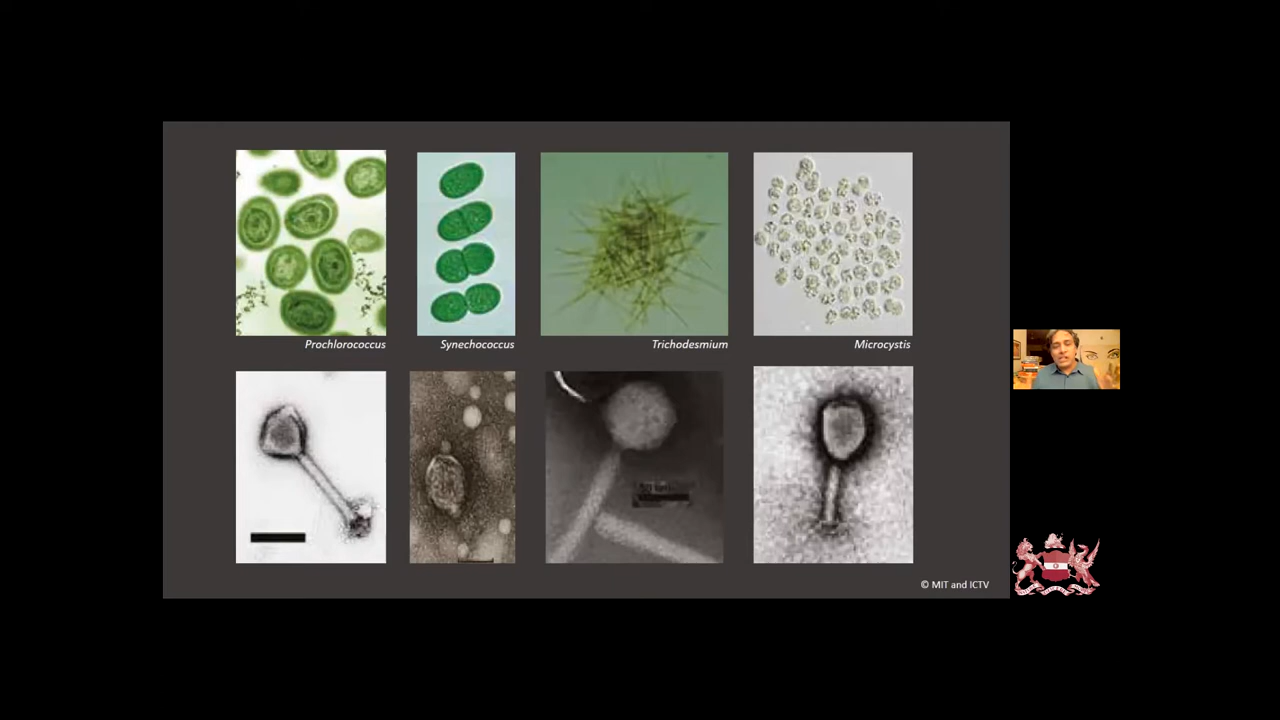 Prochlorococcus
Synechococcus
Trichodesmium
Microcystis
© MIT and ICTV